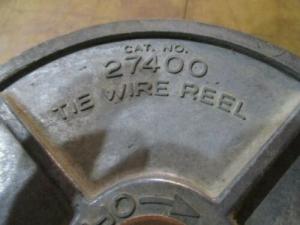 CAT. NO.
27400
TIE WIRE REEL